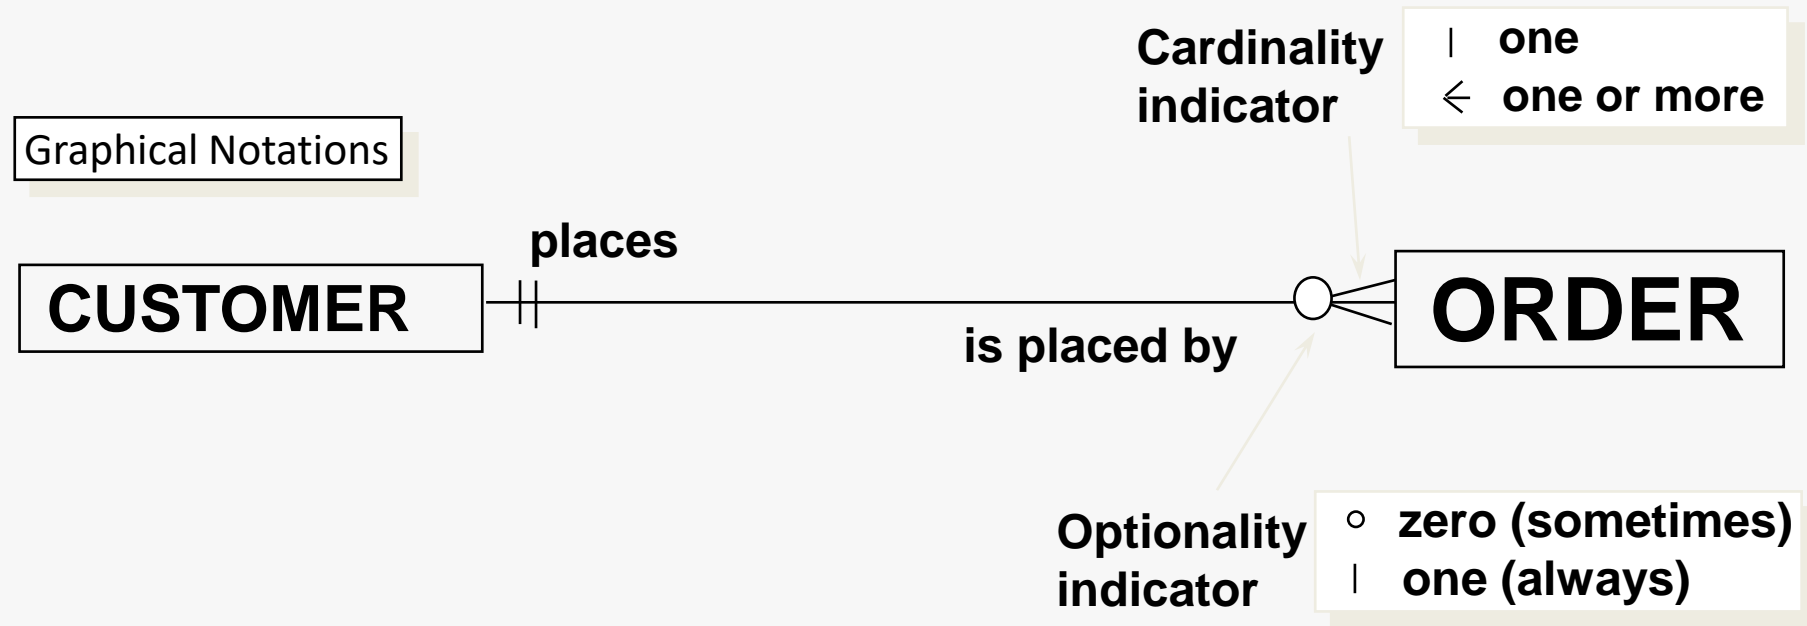 Cardinality
indicator
one
one or more
Graphical Notations
places
CUSTOMER
ORDER
is placed by
Optionality
indicator
zero (sometimes)
one (always)